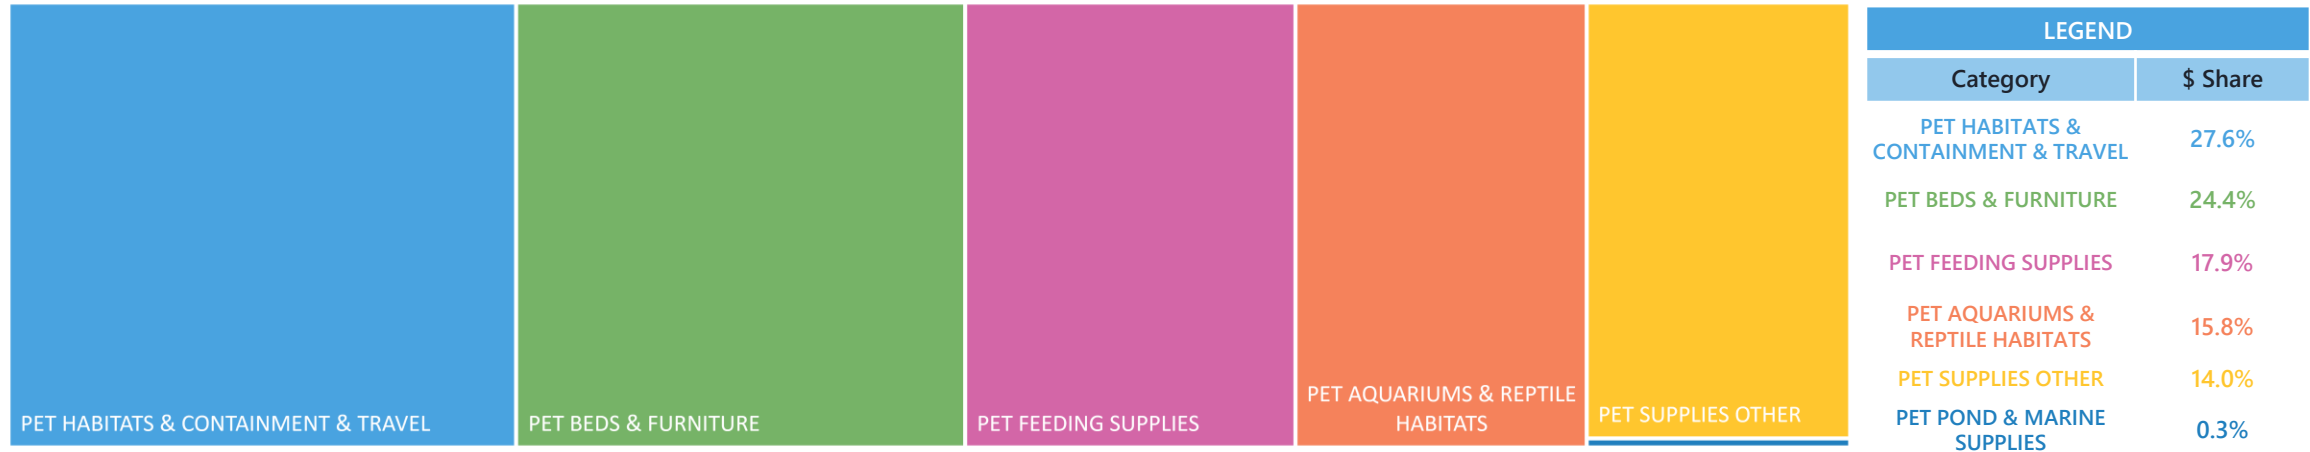 PET HABITATS & CONTAINMENT & TRAVEL
PET BEDS & FURNITURE
PET FEEDING SUPPLIES
PET AQUARIUMS & REPTILE
HABITATS
PET SUPPLIES OTHER
LEGEND
Category $ Share
PET HABITATS &
CONTAINMENT & TRAVEL 27.6%
PET BEDS & FURNITURE 24.4%
PET FEEDING SUPPLIES 17.9%
PET AQUARIUMS &
REPTILE HABITATS 15.8%
PET SUPPLIES OTHER 14.0%
PET POND & MARINE
SUPPLIES 0.3%